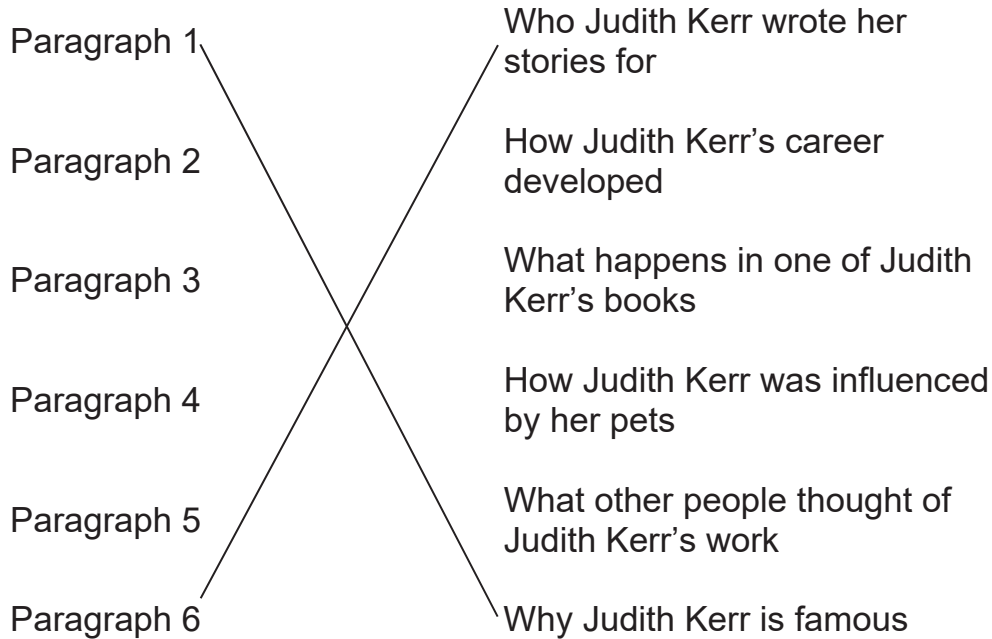 Paragraph 1
Paragraph 2
Paragraph 3
Paragraph 4
Paragraph 5
Paragraph 6
Who Judith Kerr wrote her
stories for
How Judith Kerr’s career
developed
What happens in one of Judith
Kerr’s books
How Judith Kerr was influenced
by her pets
What other people thought of
Judith Kerr’s work
Why Judith Kerr is famous